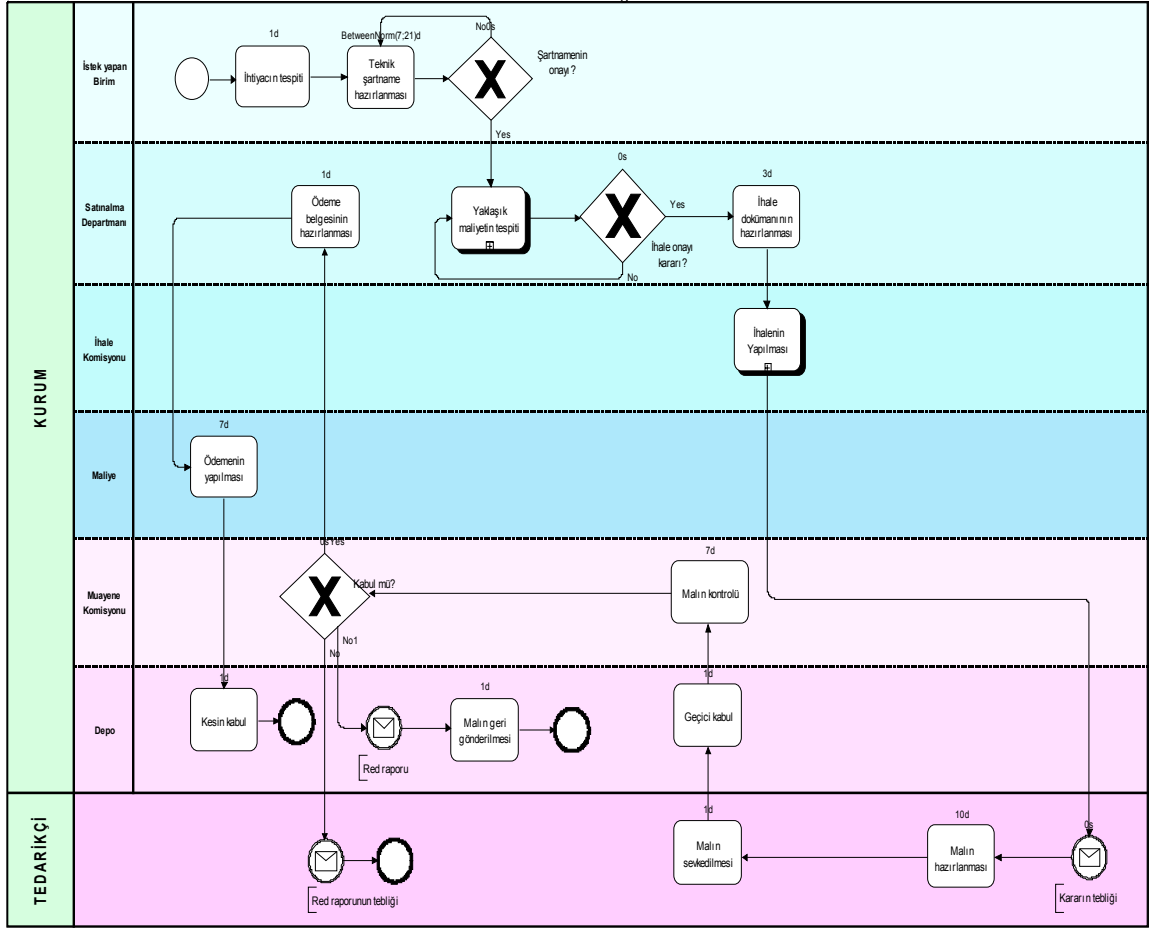 KURUM
İstek yapan
Birim
1d
İhtiyacın tespiti
BetweenNorm(7;21)d
Teknik
şartname
hazırlanması
No0s
Şartnamenin
onayı?
Yes
Satınalma
Departmanı
1d
Ödeme
belgesinin
hazırlanması
Yaklaşık
maliyetin tespiti
0s
Yes
İhale onayı
kararı?
No
3d
İhale
dokümanının
hazırlanması
İhale
Komisyonu
İhalenin
Yapılması
Maliye
7d
Ödemenin
yapılması
Muayene
Komisyonu
0sYes
Kabul mü?
No1
No
7d
Malın kontrolü
Depo
1d
Kesin kabul
Red raporu
1d
Malın geri
gönderilmesi
1d
Geçici kabul
TEDARİKÇİ
Red raporunun tebliği
1d
Malın
sevkedilmesi
10d
Malın
hazırlanması
0s
Kararın tebliği